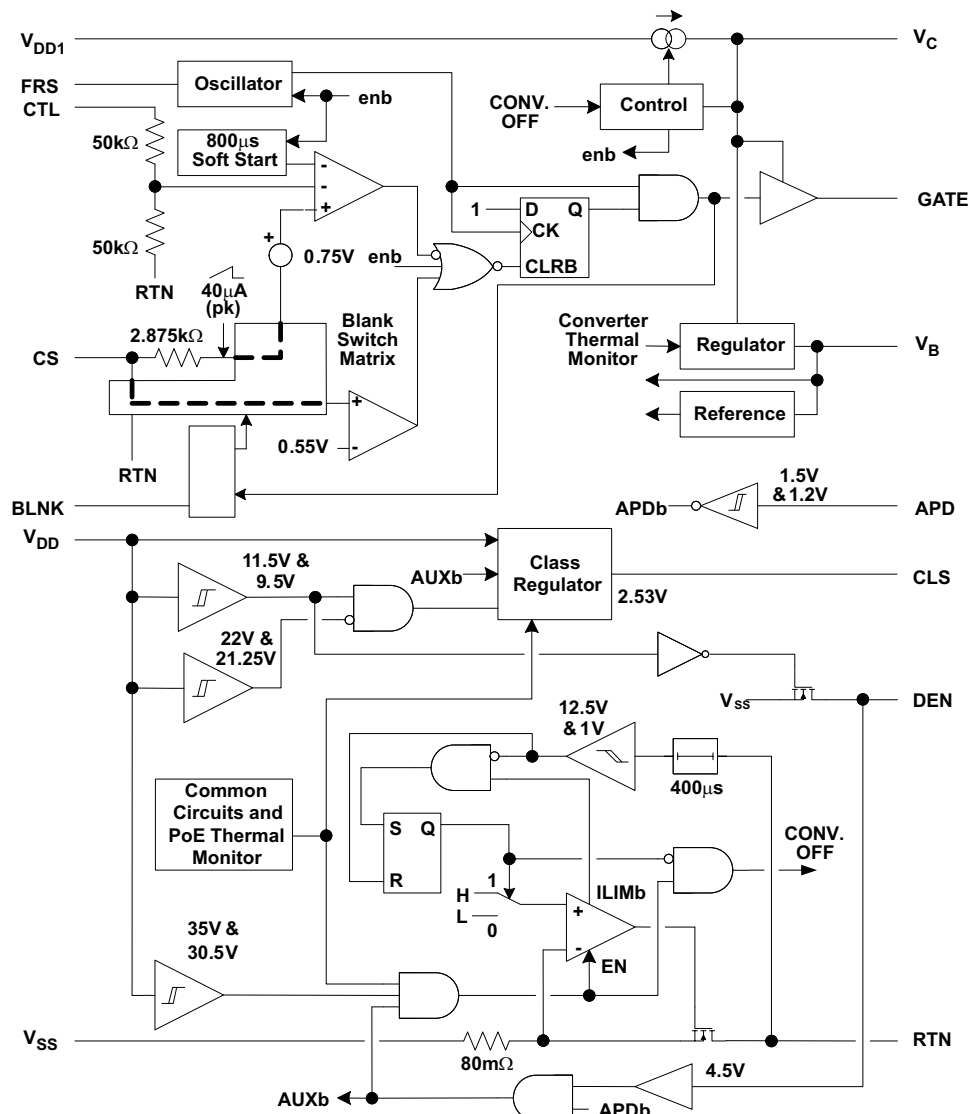 VDD1
VC
FRS
Oscillator
enb
CTL
CONV.
OFF
Control
enb
50kΩ
800μs
Soft Start
-
-
+
1
D
Q
CK
CLRB
GATE
50kΩ
+
0.75V
enb
RTN
40μA
(pk)
2.875kΩ
Blank
Switch
Matrix
CS
Converter
Thermal
Monitor
Regulator
VB
Reference
+
0.55V
-
RTN
BLNK
1.5V
& 1.2V
APDb
APD
VDD
11.5V &
9.5V
AUXb
Class
Regulator
2.53V
CLS
22V &
21.25V
VSS
DEN
12.5V
& 1V
400μs
Common
Circuits and
PoE Thermal
Monitor
S
Q
R
CONV.
OFF
H
1
L
0
ILIMb
+
-
EN
35V &
30.5V
VSS
80mΩ
RTN
4.5V
AUXb
APDb